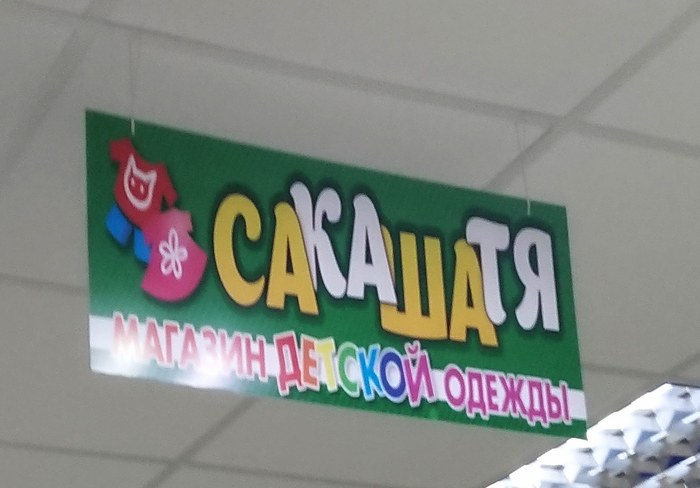 САКАШАТЯ
МАГАЗИН ДЕТСКОЙ ОДЕЖДЫ